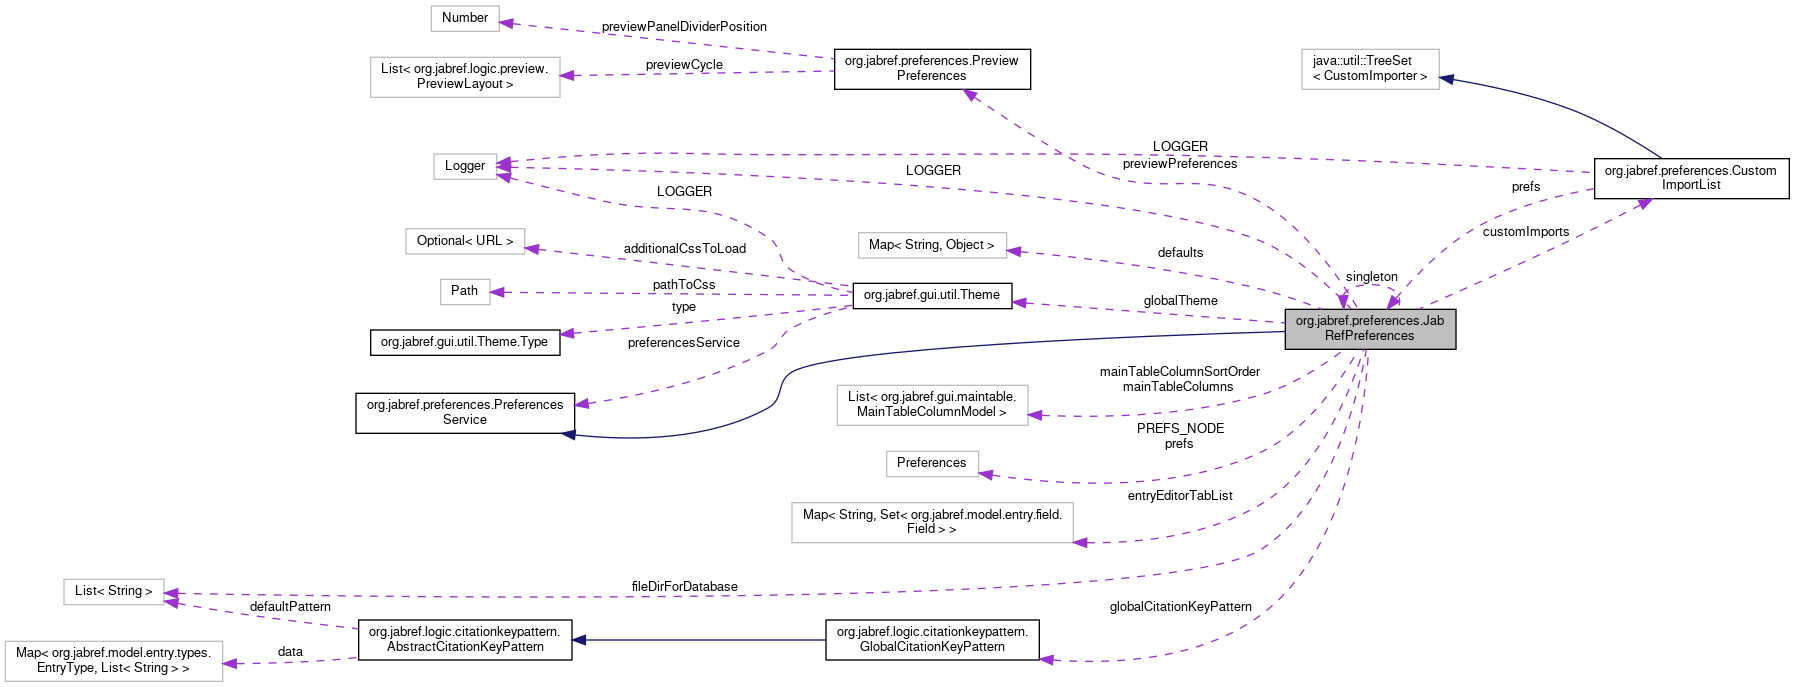 Number
previewPanelDividerPosition
List< org.jabref.logic.preview.
PreviewLayout >
previewCycle
org.jabref.preferences.Preview
Preferences
java::util::TreeSet
< CustomImporter >
Logger
LOGGER
previewPreferences
LOGGER
LOGGER
org.jabref.preferences.Custom
ImportList
prefs
customImports
Optional< URL >
additionalCssToLoad
Map< String, Object >
defaults
singleton
Path
pathToCss
type
org.jabref.gui.util.Theme
globalTheme
org.jabref.preferences.Jab
RefPreferences
org.jabref.gui.util.Theme.Type
preferencesService
org.jabref.preferences.Preferences
Service
List< org.jabref.gui.maintable.
MainTableColumnModel >
mainTableColumnSortOrder
mainTableColumns
PREFS_NODE
prefs
Preferences
entryEditorTabList
Map< String, Set< org.jabref.model.entry.field.
Field > >
List< String >
fileDirForDatabase
defaultPattern
globalCitationKeyPattern
org.jabref.logic.citationkeypattern.
AbstractCitationKeyPattern
org.jabref.logic.citationkeypattern.
GlobalCitationKeyPattern
Map< org.jabref.model.entry.types.
EntryType, List< String > >
data